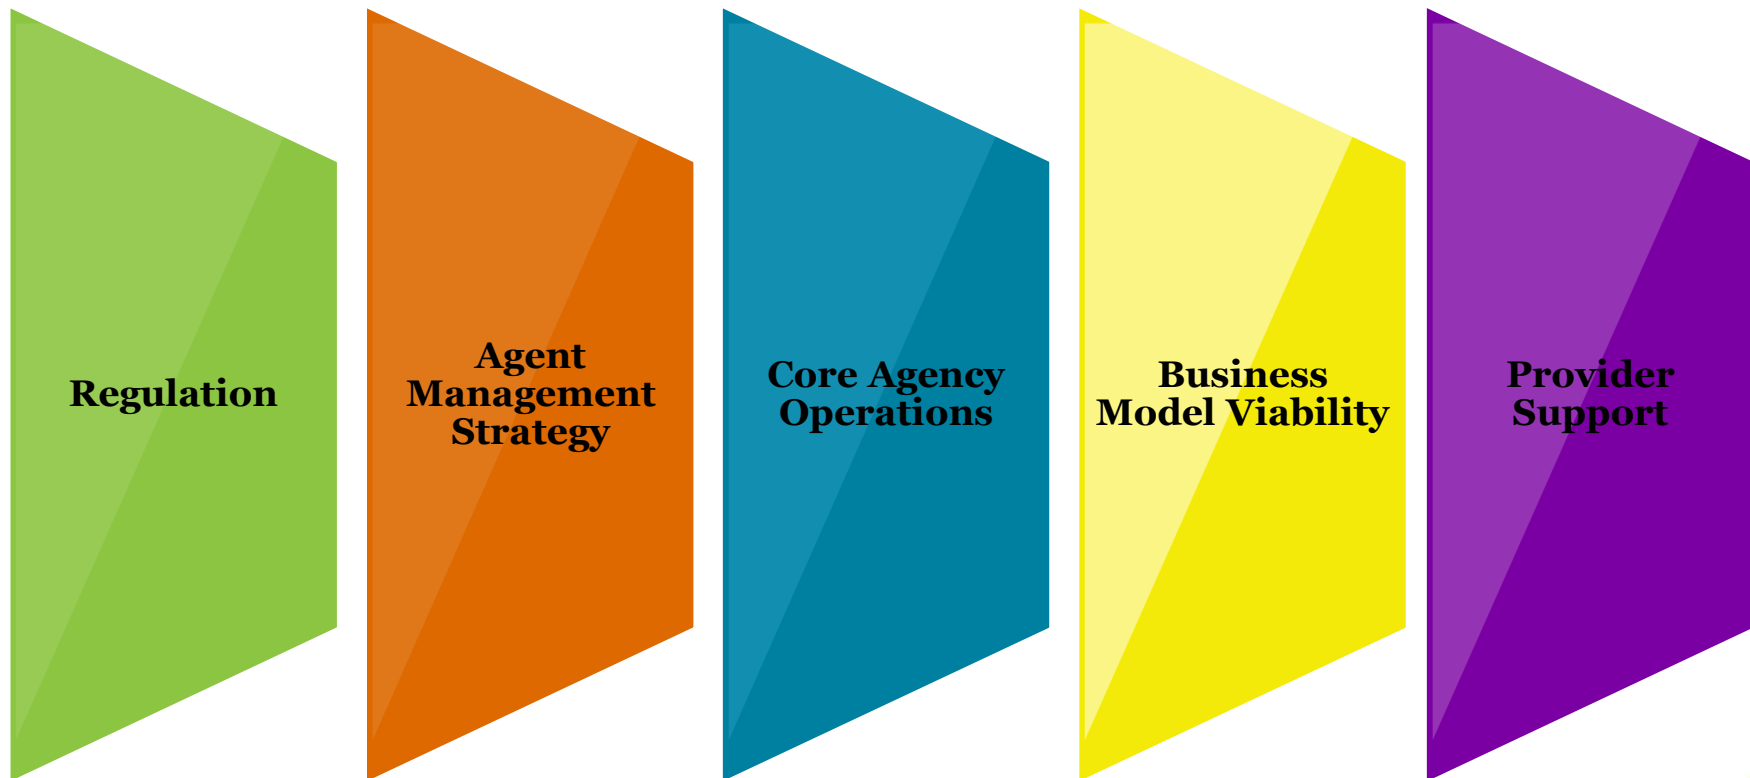 Regulation
Agent
Management
Strategy
Core Agency
Operations
Business
Model Viability
Provider
Support